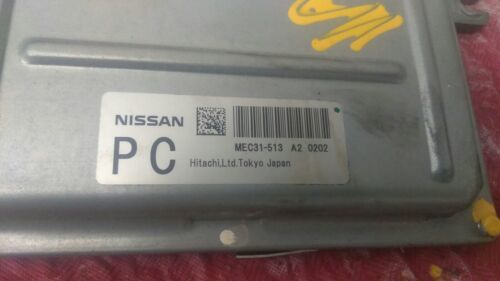 NISSAN
PC
MEC31-513 A2 0202
Hitachi,Ltd.Tokyo Japan